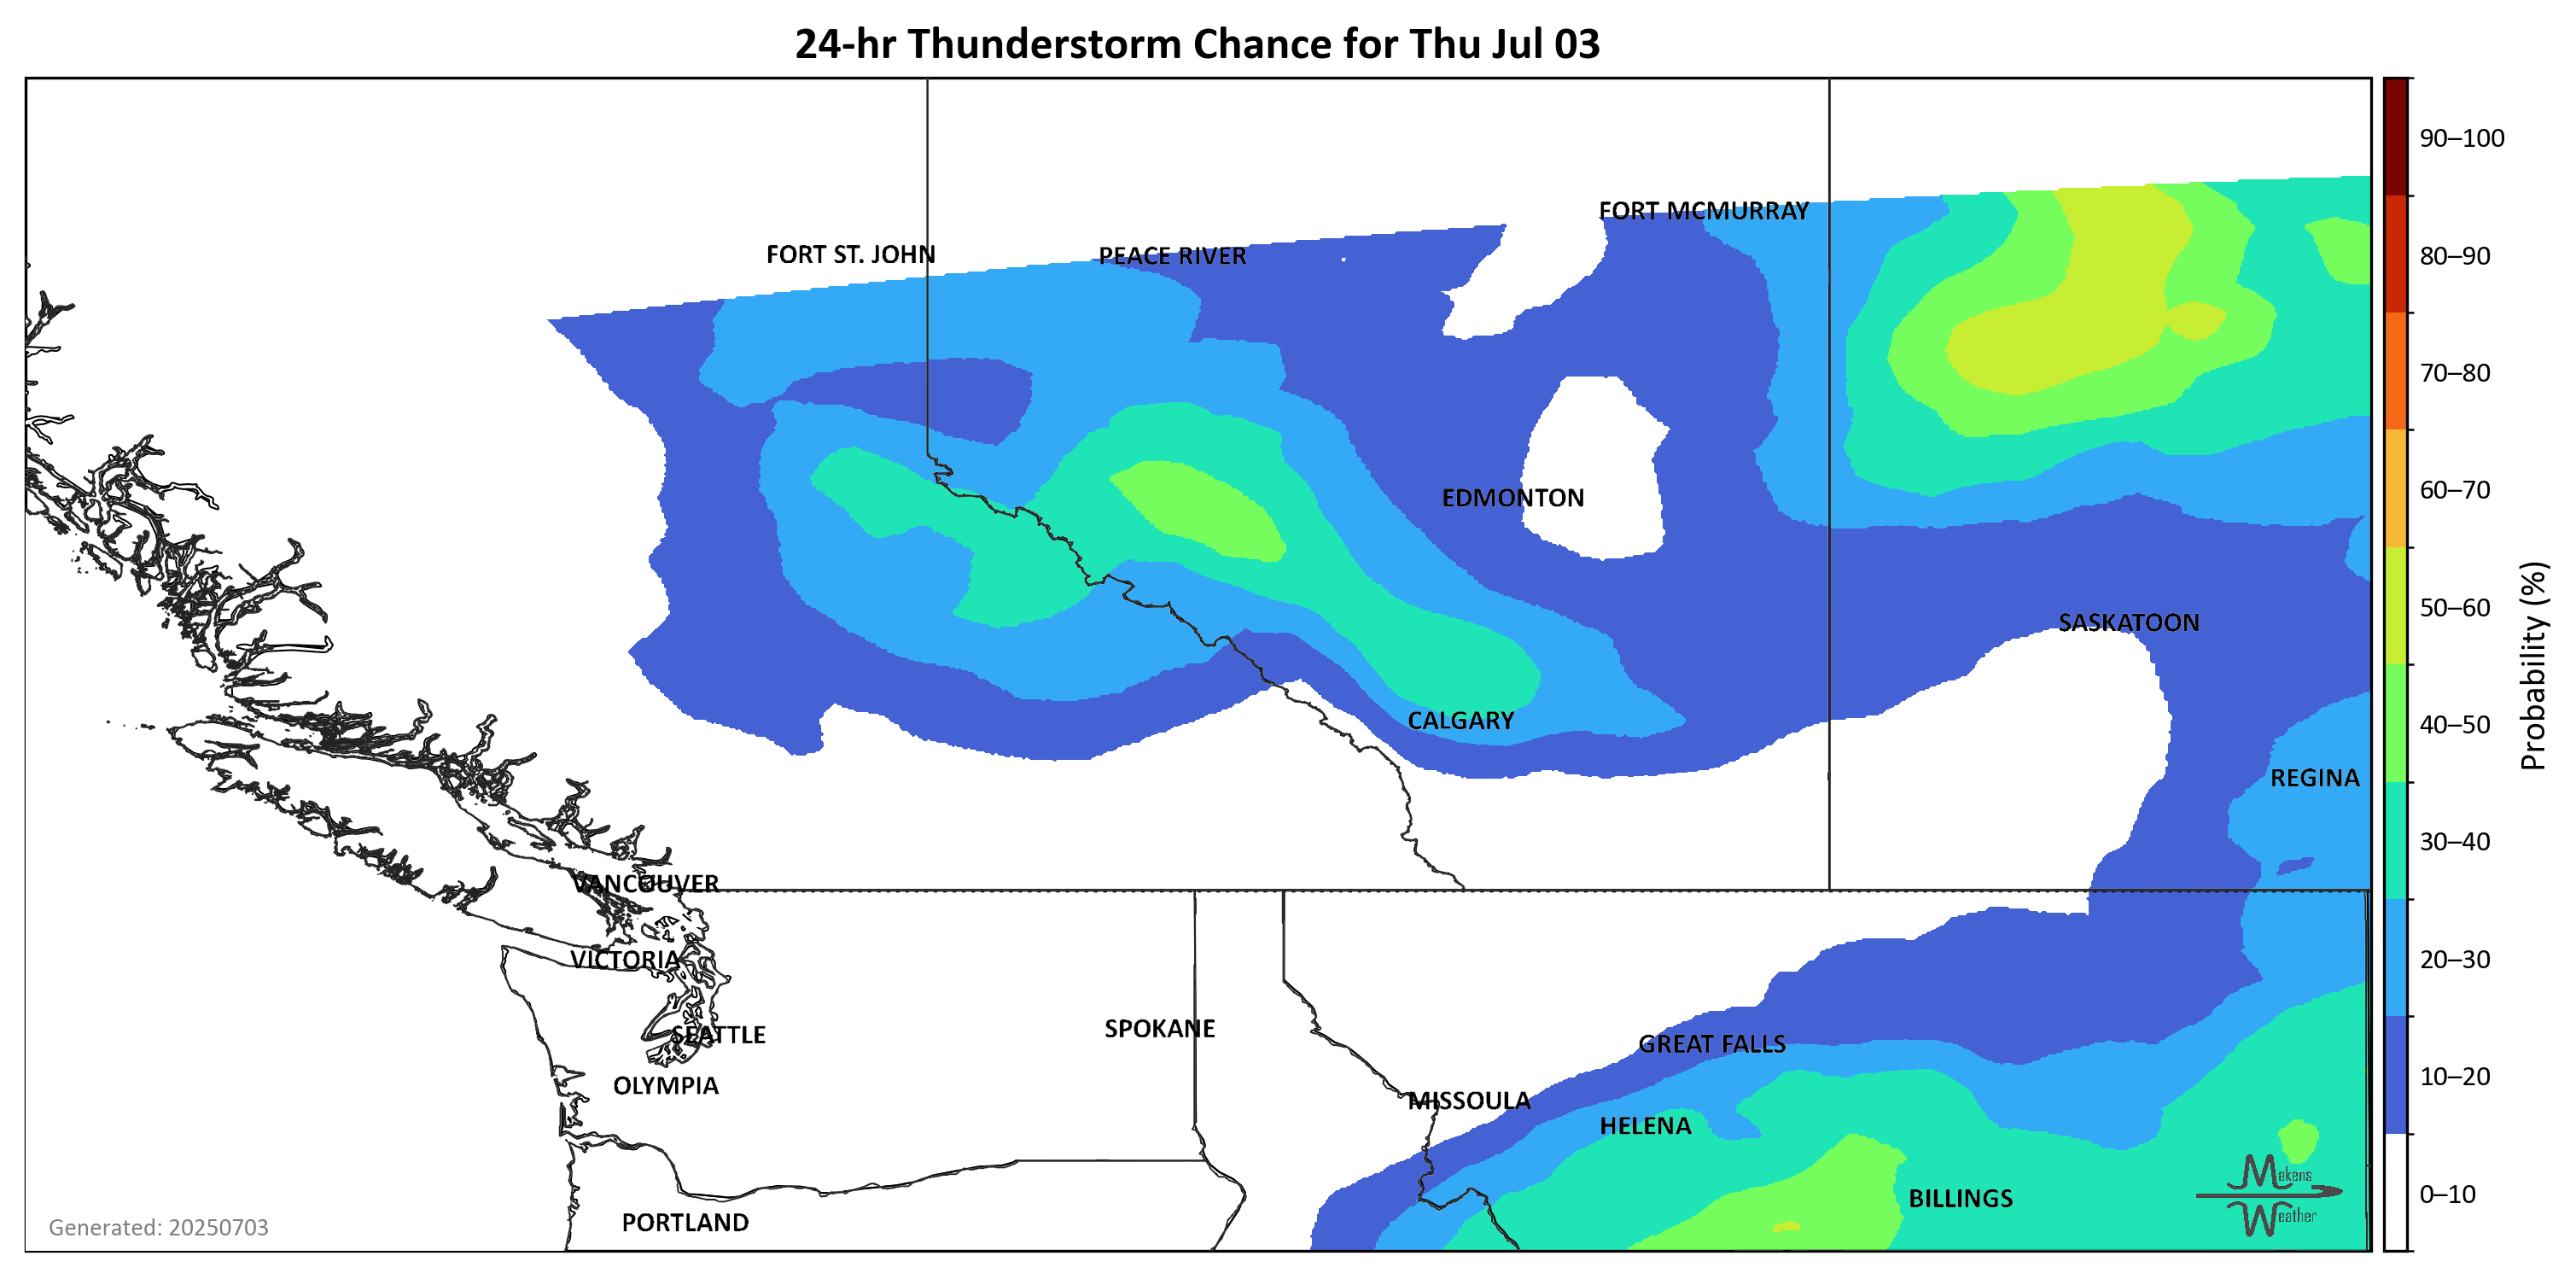 24-hr Thunderstorm Chance for Thu Jul 03
FORT MCMURRAY
FORT ST. JOHN
PEACE RIVER
EDMONTON
SASKATOON
CALGARY
REGINA
VANCOUVER
VICTORIA
SPOKANE
SEATTLE
GREAT FALLS
OLYMPIA
MISSOULA
HELENA
BILLINGS
PORTLAND
Makens
Weather
Generated: 20250703
90–100
80–90
70–80
60–70
50–60
40–50
30–40
20–30
10–20
0–10
Probability (%)